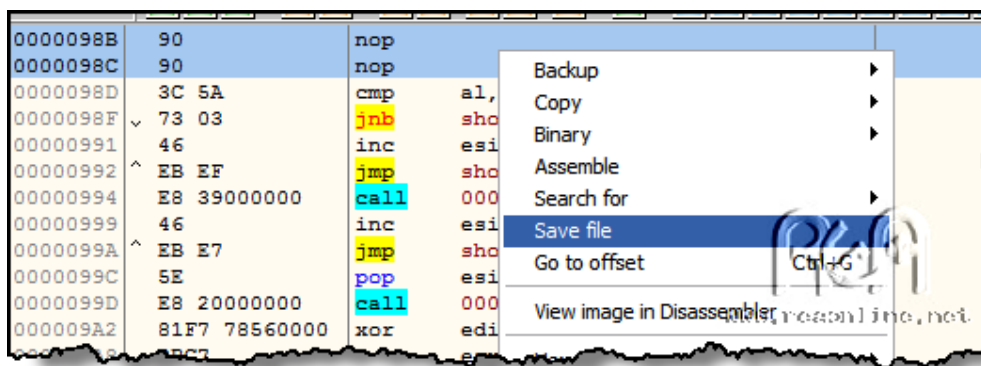 0000098B 90 nop
0000098C 90 nop
0000098D 3C 5A cmp al,
0000098F 73 03 jnb sho
00000991 46 inc esi
00000992 ^ EB EF jmp sho
00000994 E8 39000000 call 000
00000999 46 inc esi
0000099A ^ EB E7 jmp sho
0000099C 5E pop esi
0000099D E8 20000000 call 000
000009A2 81F7 78560000 xor edi
Backup
Copy
Binary
Assemble
Search for
Save file
Go to offset Ctrl+G
View image in Disassembler